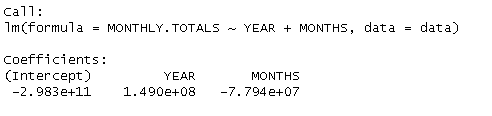 Call:
lm(formula = MONTHLY.TOTALS ~ YEAR + MONTHS, data = data)
Coefficients:
(Intercept) YEAR MONTHS
-2.983e+11 1.490e+08 -7.794e+07